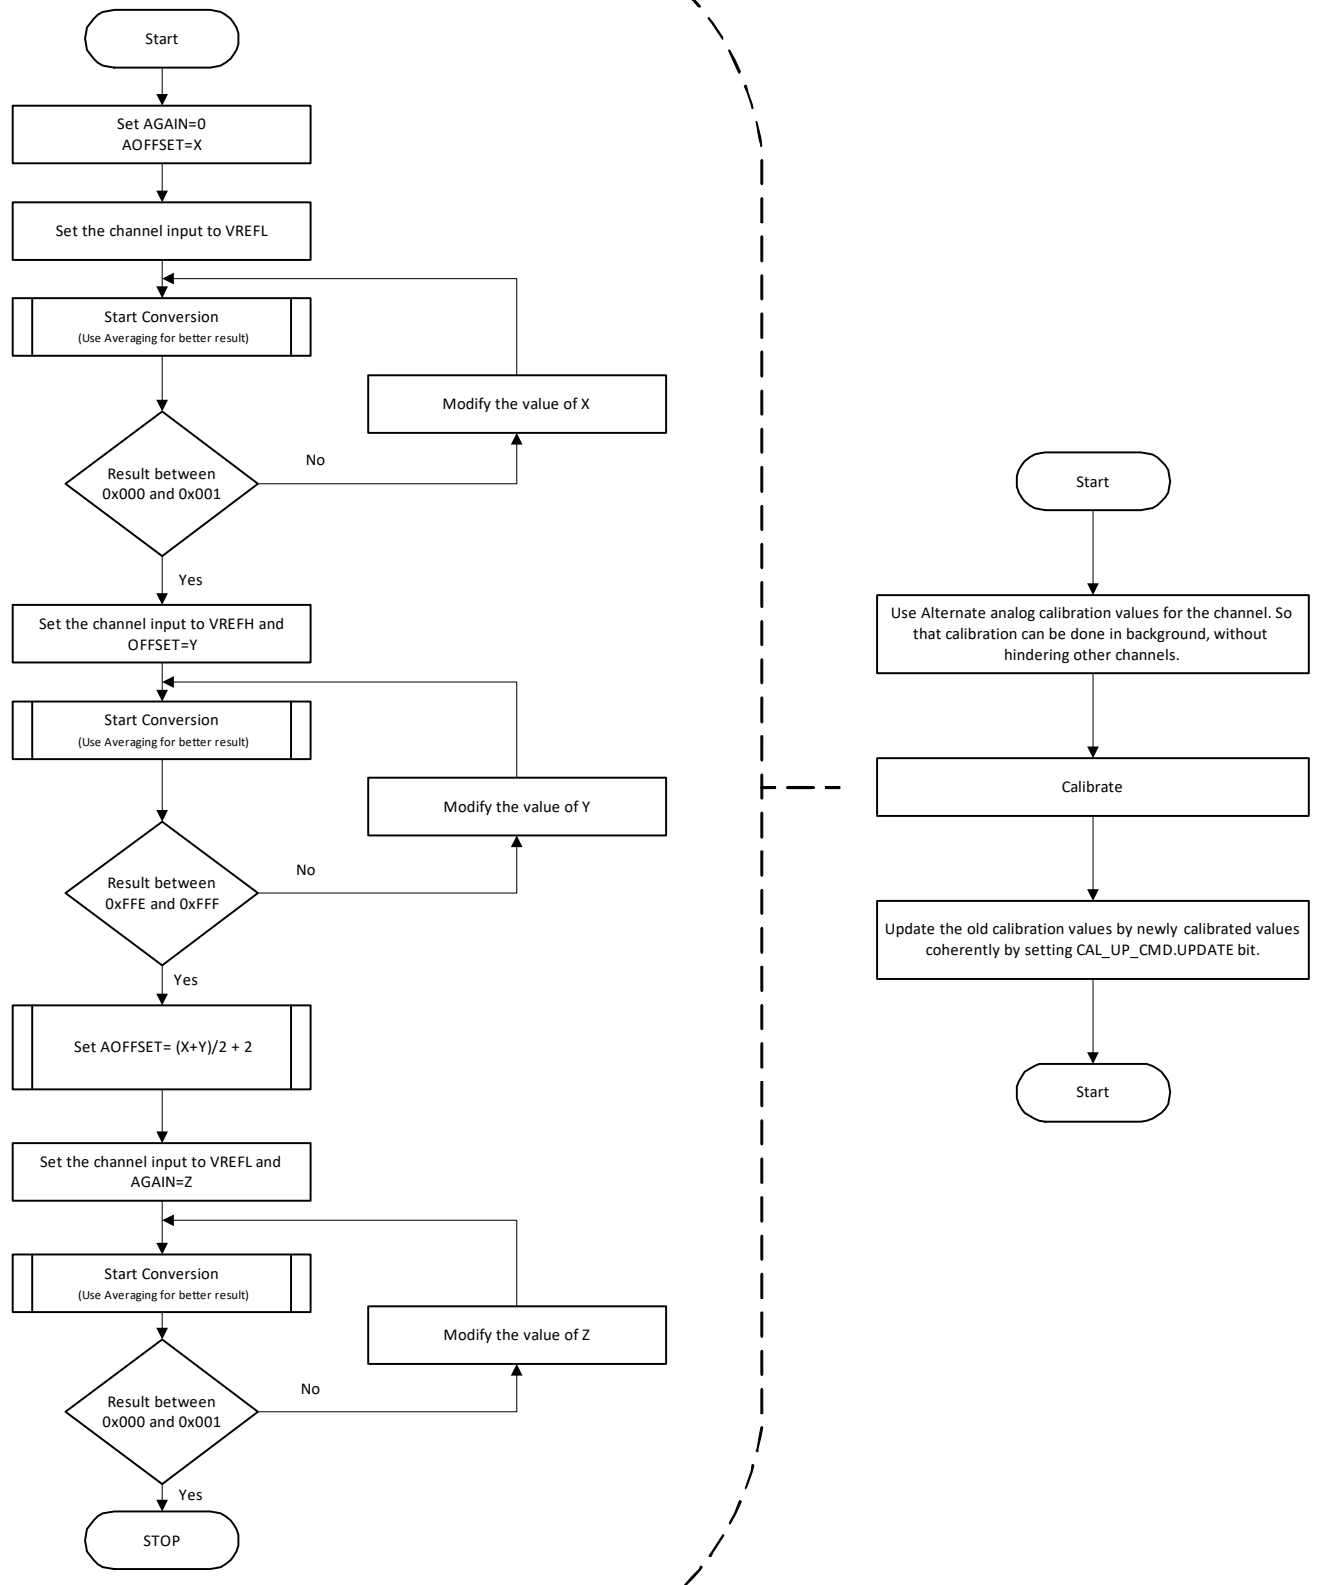 Start
Set AGAIN=0
AOFFSET=X
Set the channel input to VREFL
Start Conversion
(Use Averaging for better result)
Modify the value of X
No
Result between
0x000 and 0x001
Yes
Set the channel input to VREFH and
OFFSET=Y
Start Conversion
(Use Averaging for better result)
Modify the value of Y
No
Result between
0xFFE and 0xFFF
Yes
Set AOFFSET= (X+Y)/2 + 2
Set the channel input to VREFL and
AGAIN=Z
Start Conversion
(Use Averaging for better result)
Modify the value of Z
No
Result between
0x000 and 0x001
Yes
STOP
Start
Use Alternate analog calibration values for the channel. So
that calibration can be done in background, without
hindering other channels.
Calibrate
Update the old calibration values by newly calibrated values
coherently by setting CAL_UP_CMD.UPDATE bit.
Start